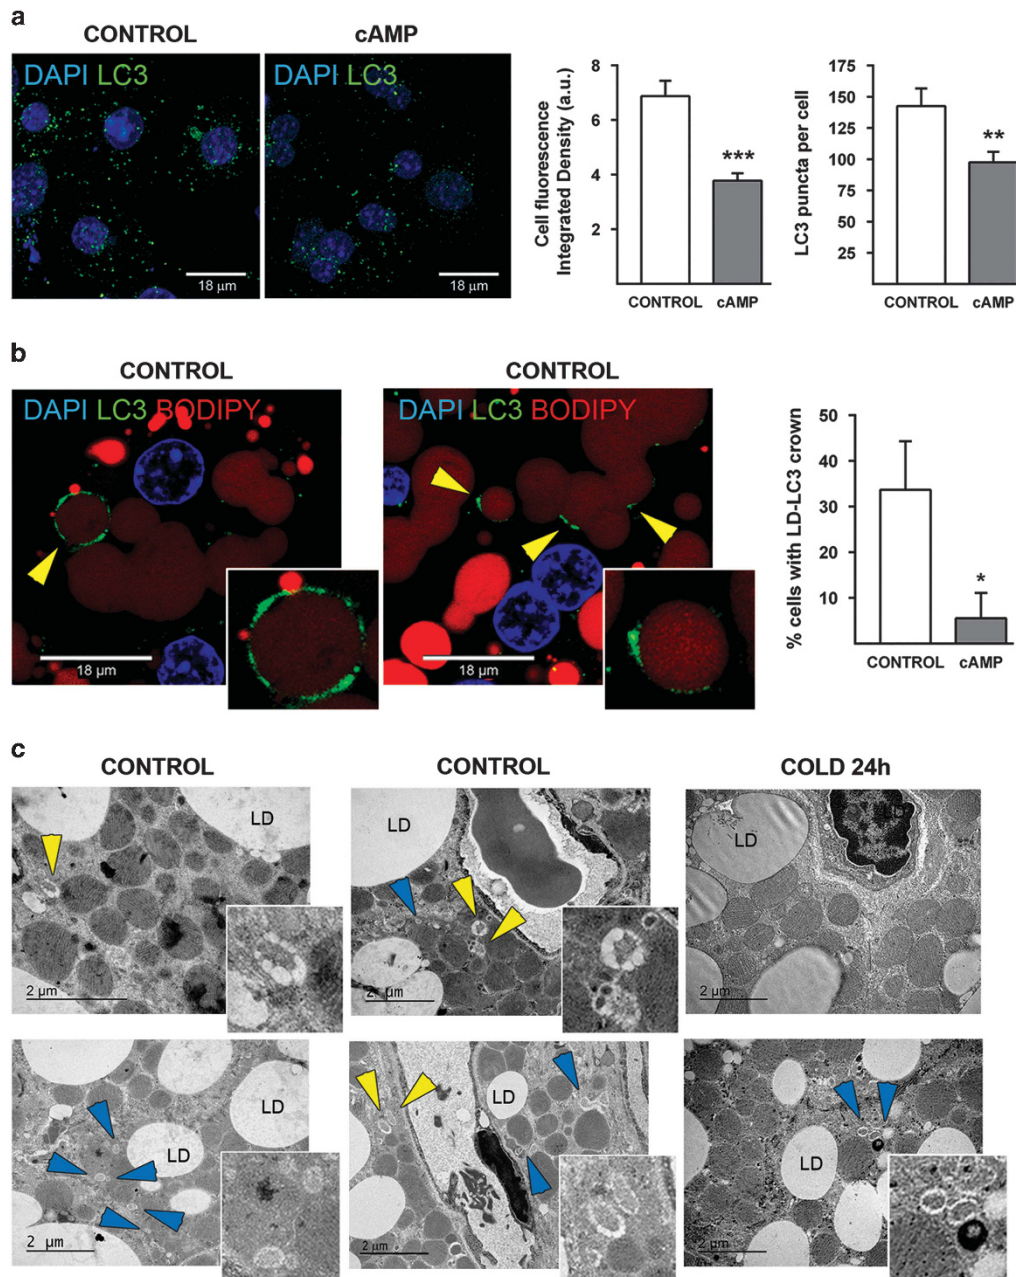 a
CONTROL
cAMP
DAPI LC3
DAPI LC3
18 µm
18 µm
Cell fluorescence
Integrated Density (a.u.)
8
6
4
2
***
CONTROL
cAMP
LC3 puncta per cell
175
150
125
100
75
50
25
**
CONTROL
cAMP
b
CONTROL
CONTROL
DAPI LC3 BODIPY
DAPI LC3 BODIPY
18 µm
18 µm
% cells with LD-LC3 crown
50
40
30
20
10
*
CONTROL
cAMP
c
CONTROL
CONTROL
COLD 24h
LD
LD
LD
LD
2 µm
2 µm
2 µm
LD
LD
LD
LD
2 µm
2 µm
2 µm